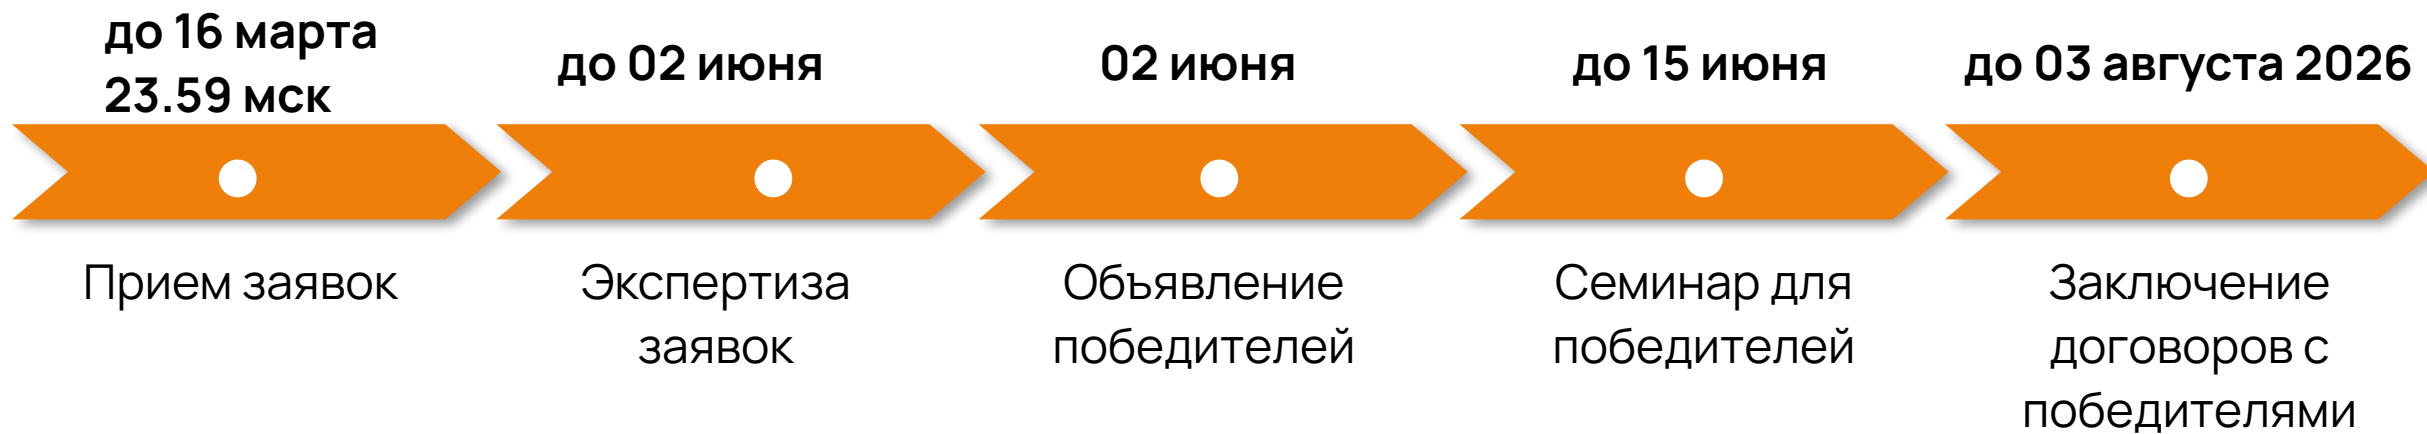 до 16 марта
23.59 мск
до 02 июня
02 июня
до 15 июня
до 03 августа 2026
Прием заявок
Экспертиза
заявок
Объявление
победителей
Семинар для
победителей
Заключение
договоров с
победителями